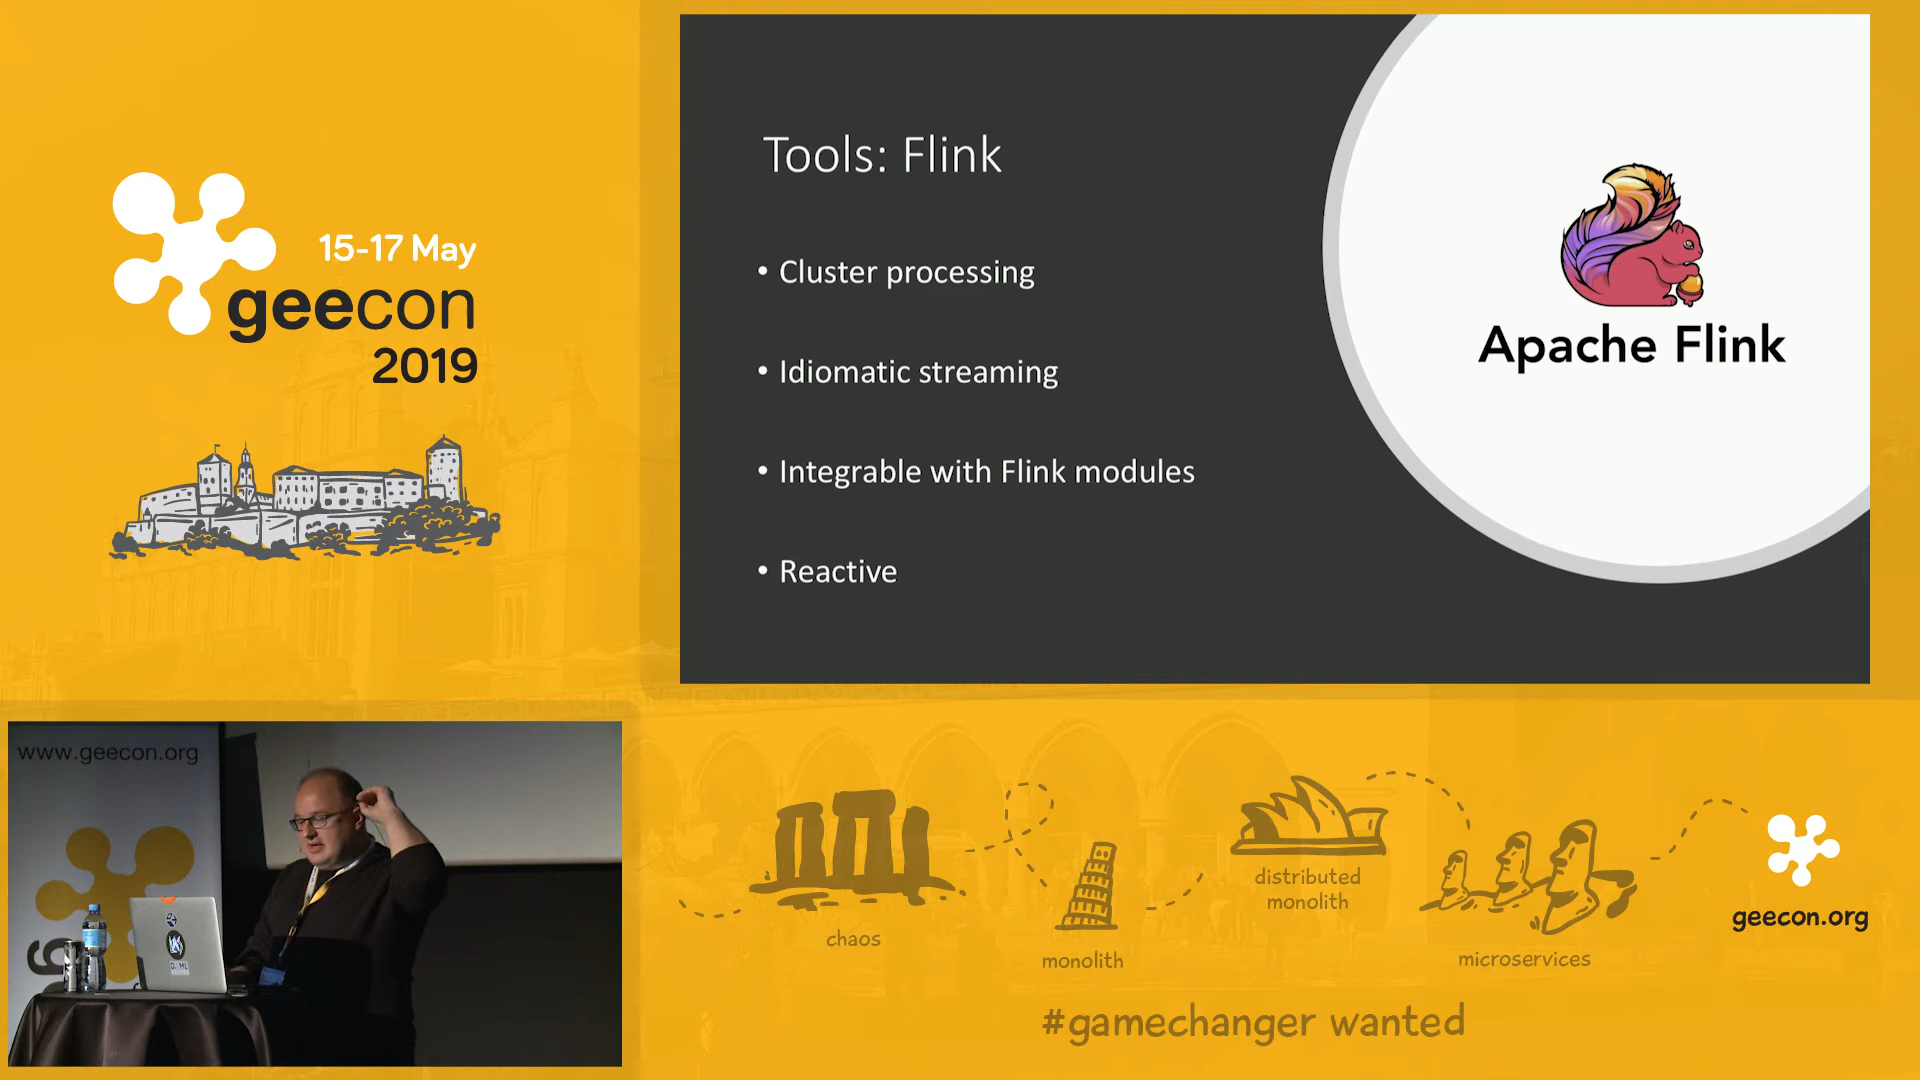 15-17 May
geecon
2019
Tools: Flink
• Cluster processing
• Idiomatic streaming
• Integrable with Flink modules
• Reactive
Apache Flink
www.geecon.org
chaos
monolith
distributed
monolith
microservices
geecon.org
#gamechanger wanted